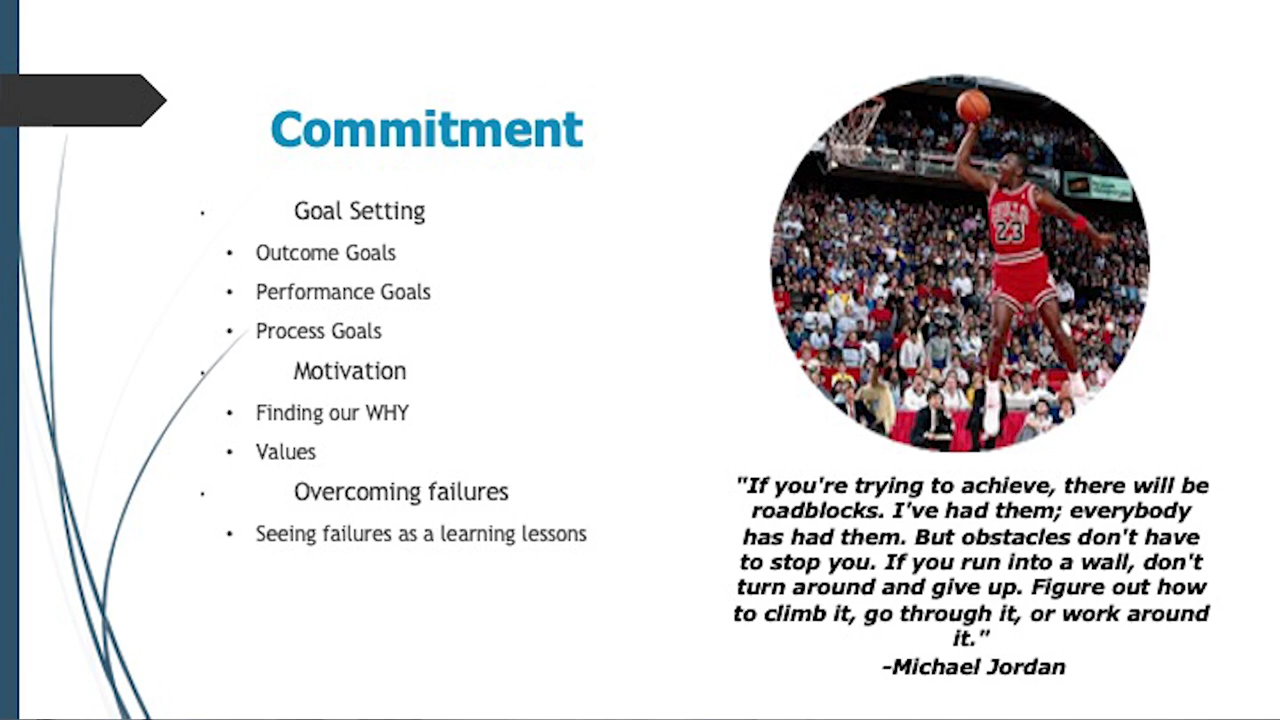 Commitment
· Goal Setting
• Outcome Goals
• Performance Goals
• Process Goals
· Motivation
• Finding our WHY
• Values
· Overcoming failures
• Seeing failures as a learning lessons
23
"If you're trying to achieve, there will be
roadblocks. I've had them; everybody
has had them. But obstacles don't have
to stop you. If you run into a wall, don't
turn around and give up. Figure out how
to climb it, go through it, or work around
it."
-Michael Jordan